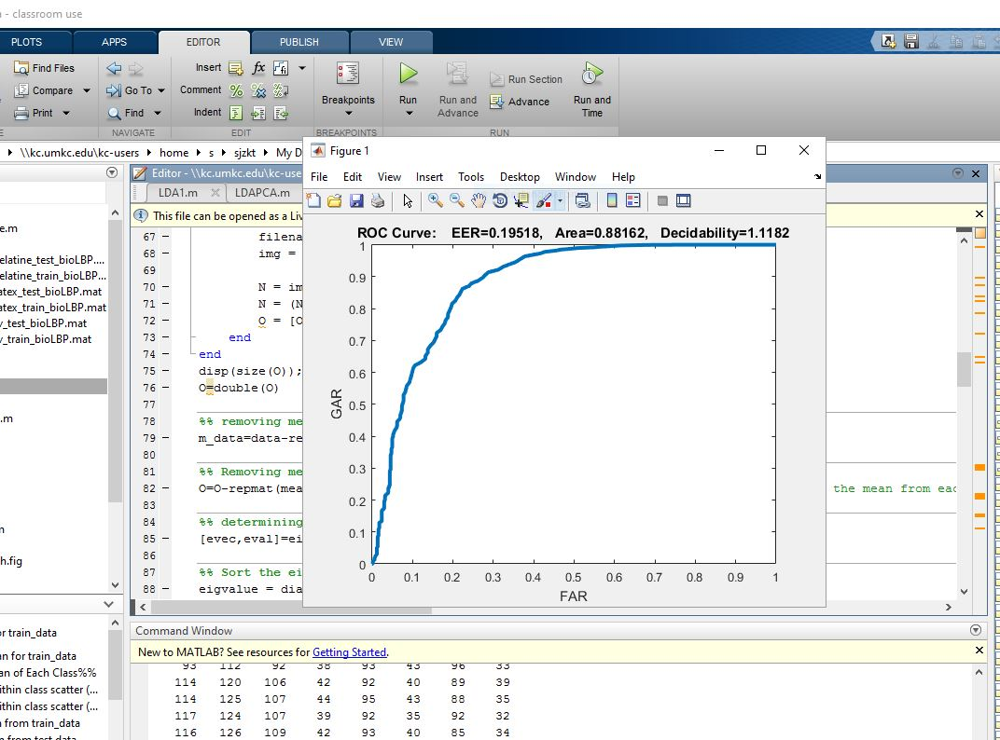 - classroom use
PLOTS APPS EDITOR PUBLISH VIEW
Find Files Insert fx
Compare Go To Comment Breakpoints Run Run and Advance Run Section Advance Run and Time
Print Find Indent
NAVIGATE EDIT BREAKPOINTS RUN
\\kc.umkc.edu\kc-users home s sjzkt My D
Figure 1
Editor - \\kc.umkc.edu\kc-use
File Edit View Insert Tools Desktop Window Help
LDA1.m LDAPCA.m
This file can be opened as a Liv
ROC Curve: EER=0.19518, Area=0.88162, Decidability=1.1182
1
0.9
0.8
0.7
0.6
0.5
0.4
0.3
0.2
0.1
0
GAR
0 0.1 0.2 0.3 0.4 0.5 0.6 0.7 0.8 0.9 1
FAR
e.m
elatine_test_bioLBP....
elatine_train_bioLBP...
atex_test_bioLBP.mat
atex_train_bioLBP.mat
_test_bioLBP.mat
_train_bioLBP.mat
.m
h.fig
67 – filena
68 – img =
69
70 – N = im
71 – N = (N
72 – O = [O
73 – end
74 – end
75 – disp(size(O));
76 – O=double(O)
77
78 %% removing me
79 – m_data=data-re
80
81 %% Removing me
82 – O=O-repmat(mea the mean from eac
83
84 %% determining
85 – [evec,eval]=ei
86
87 %% Sort the ei
88 – eigvalue = dia
or train_data
an for train_data
an of Each Class%%
ithin class scatter (...
ithin class scatter (...
n from train_data
Command Window
New to MATLAB? See resources for Getting Started.
93 112 92 38 93 43 96 33
114 120 106 42 92 40 89 39
114 125 107 44 95 43 88 35
117 124 107 39 92 35 92 32
116 126 109 42 93 40 85 34